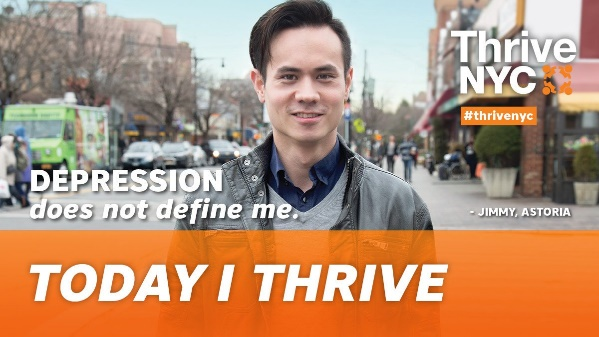 Thrive
NYC
#thrivenyc
DEPRESSION
does not define me.
- JIMMY, ASTORIA
TODAY I THRIVE